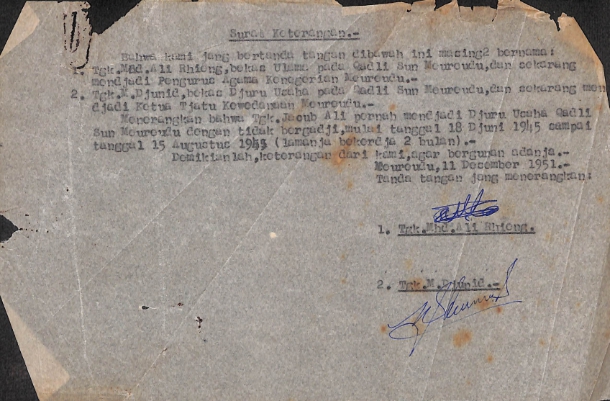 Surat Keterangan.-
Bahwa kami jang bertanda tangan dibawah ini masing2 bernama:
1. Tgk.Mhd.Ali Rhiong,bekas Ulama pada Qadli Sun Meureudu,dan sekarang
mendjadi Pengurus Agama Kenegerian Meureudu.-
2. Tgk.M.Djunid,bekas Djuru Usaha pada Qadli Sun Meureudu,dan sekarang men
djadi Ketua Tjatu Kewedanaan Meureudu.-
Menerangkan bahwa Tgk.Jacub Ali pernah mendjadi Djuru Usaha Qadli
Sun Meureudu dengan tidak bergadji,mulai tanggal 18 Djuni 1945 sampai
tanggal 15 augustus 1945 (lamanja bekerdja 2 bulan).-
Demikianlah,keterangan dari kami,agar berguna adanja.-
Meureudu,11 December 1951.-
Tanda tangan jang menerangkan:
1. Tgk.Mhd.Ali Rhiong.
2. Tgk.M.Djunid.-